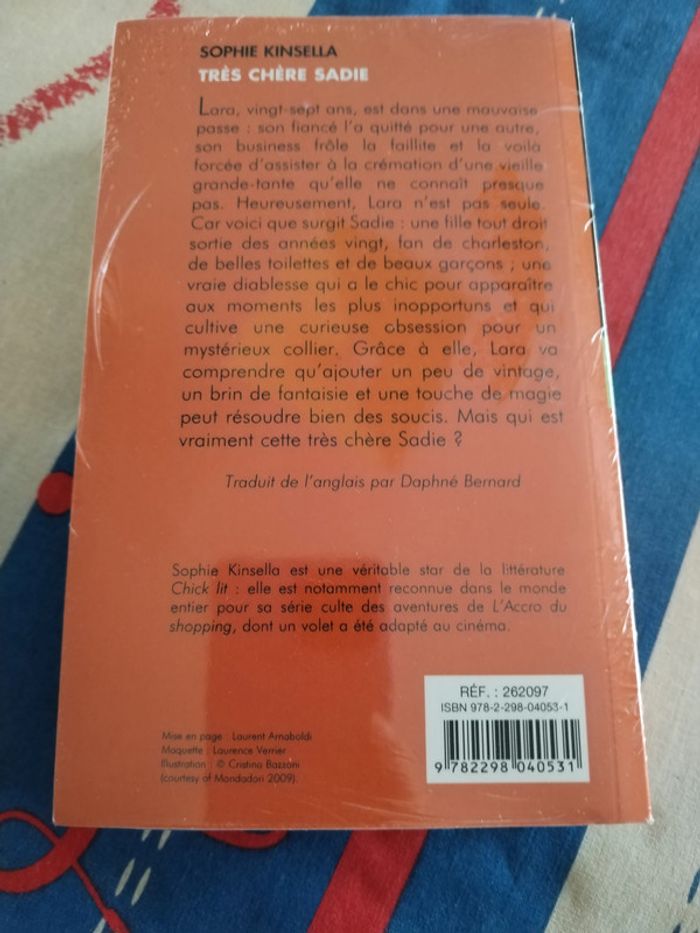 SOPHIE KINSELLA
TRÈS CHÈRE SADIE
Lara, vingt-sept ans, est dans une mauvaise
passe : son fiancé l'a quitté pour une autre,
son business frôle la faillite et la voilà
forcée d'assister à la crémation d'une vieille
grande-tante qu'elle ne connaît presque
pas. Heureusement, Lara n'est pas seule.
Car voici que surgit Sadie : une fille tout droit
sortie des années vingt, fan de charleston,
de belles toilettes et de beaux garçons ; une
vraie diablesse qui a le chic pour apparaître
aux moments les plus inopportuns et qui
cultive une curieuse obsession pour un
mystérieux collier. Grâce à elle, Lara va
comprendre qu'ajouter un peu de vintage,
un brin de fantaisie et une touche de magie
peut résoudre bien des soucis. Mais qui est
vraiment cette très chère Sadie ?
Traduit de l'anglais par Daphné Bernard
Sophie Kinsella est une véritable star de la littérature
Chick lit : elle est notamment reconnue dans le monde
entier pour sa série culte des aventures de L'Accro du
shopping, dont un volet a été adapté au cinéma.
RÉF. : 262097
ISBN 978-2-298-04053-1
9 782298 040531
Mise en page : Laurent Arnaboldi
Maquette : Laurence Verrier
Illustration : © Cristina Bazzoni
(courtesy of Mondadori 2009).